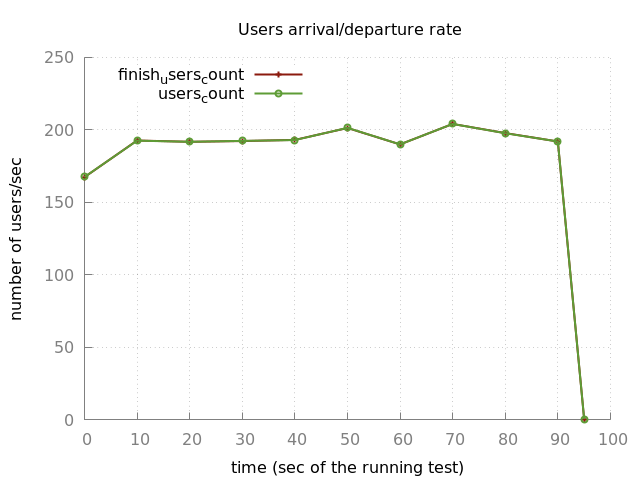 Users arrival/departure rate
250
finish_users_count
users_count
200
150
100
50
0
number of users/sec
0 10 20 30 40 50 60 70 80 90 100
time (sec of the running test)